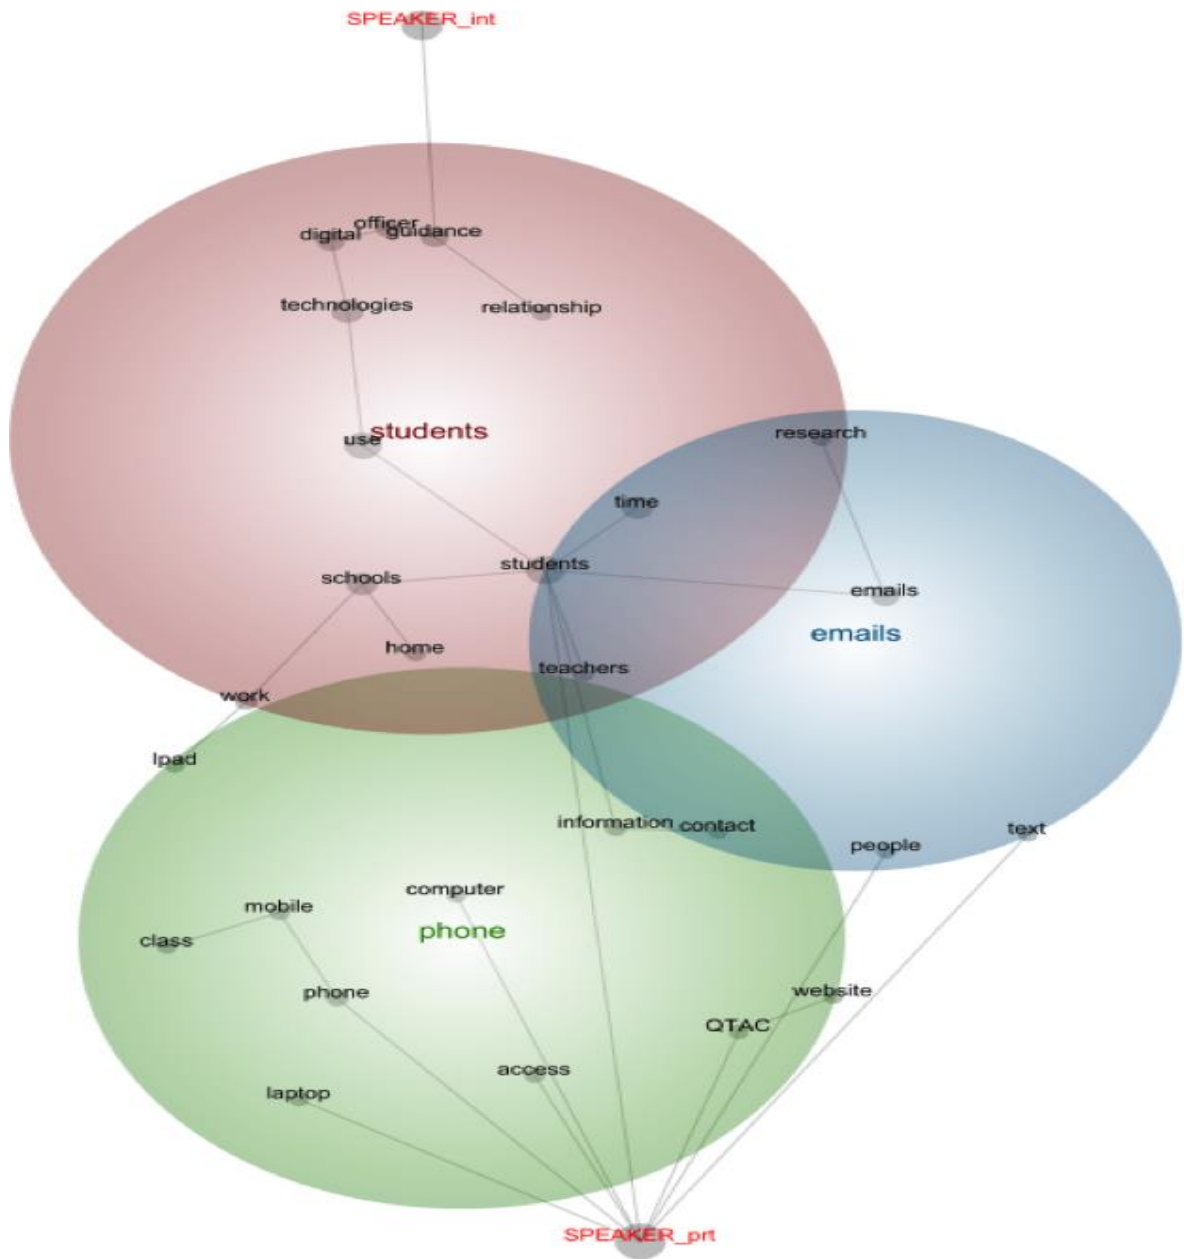 SPEAKER_int
officer
digital
guidance
technologies
relationship
use
students
research
time
students
schools
emails
emails
home
teachers
work
Ipad
information
contact
text
people
computer
mobile
phone
class
phone
website
QTAC
access
laptop
SPEAKER_prt